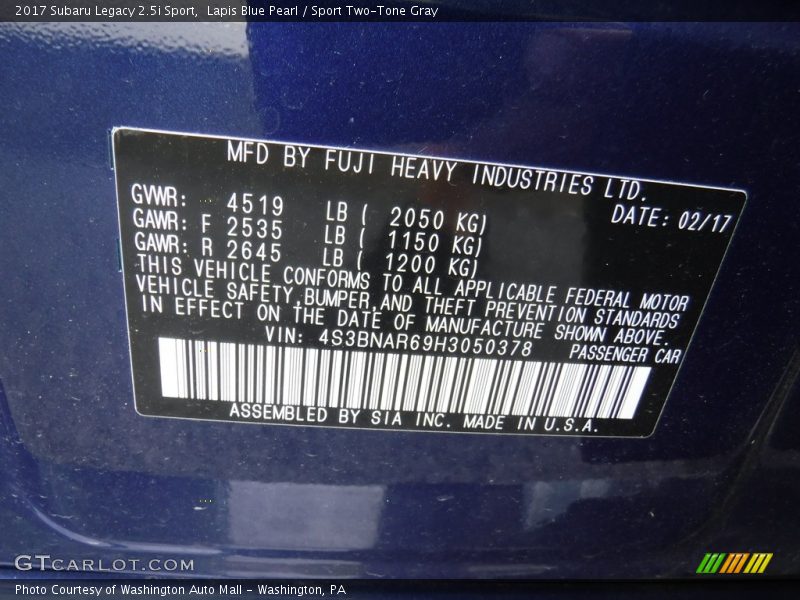 2017 Subaru Legacy 2.5i Sport,  Lapis Blue Pearl / Sport Two-Tone Gray
MFD BY FUJI HEAVY INDUSTRIES LTD.
GVWR: 4519 LB ( 2050 KG) DATE: 02/17
GAWR: F 2535 LB ( 1150 KG)
GAWR: R 2645 LB ( 1200 KG)
THIS VEHICLE CONFORMS TO ALL APPLICABLE FEDERAL MOTOR
VEHICLE SAFETY,BUMPER,AND THEFT PREVENTION STANDARDS
IN EFFECT ON THE DATE OF MANUFACTURE SHOWN ABOVE.
VIN: 4S3BNAR69H3050378 PASSENGER CAR
ASSEMBLED BY SIA INC. MADE IN U.S.A.
GTCARLOT.COM
Photo Courtesy of Washington Auto Mall - Washington, PA